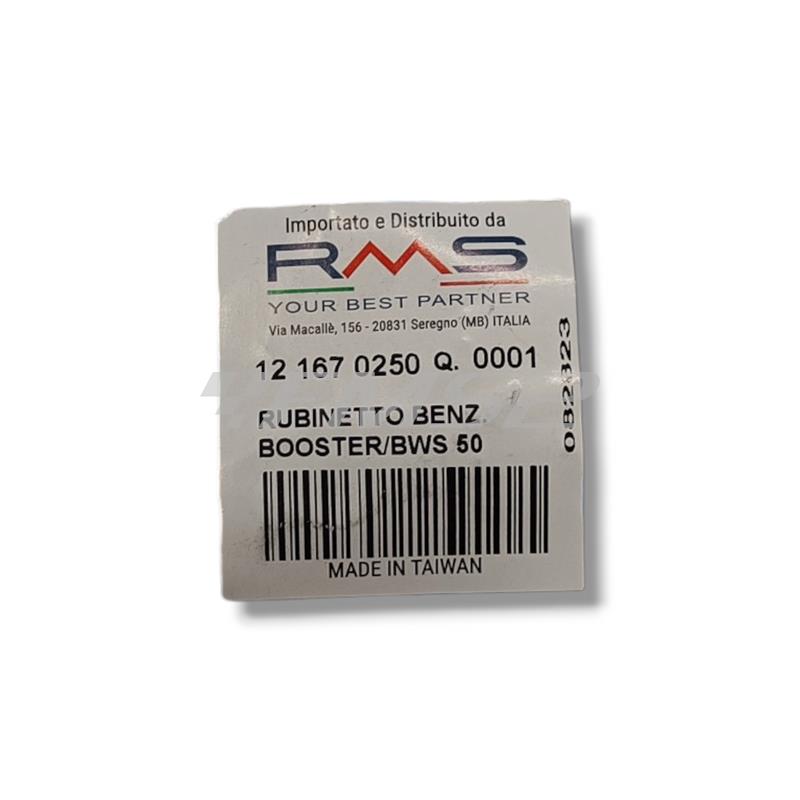 Importato e Distribuito da
RMS
YOUR BEST PARTNER
Via Macallè, 156 - 20831 Seregno (MB) ITALIA
12 167 0250 Q. 0001
RUBINETTO BENZ.
BOOSTER/BWS 50
MADE IN TAIWAN
082323